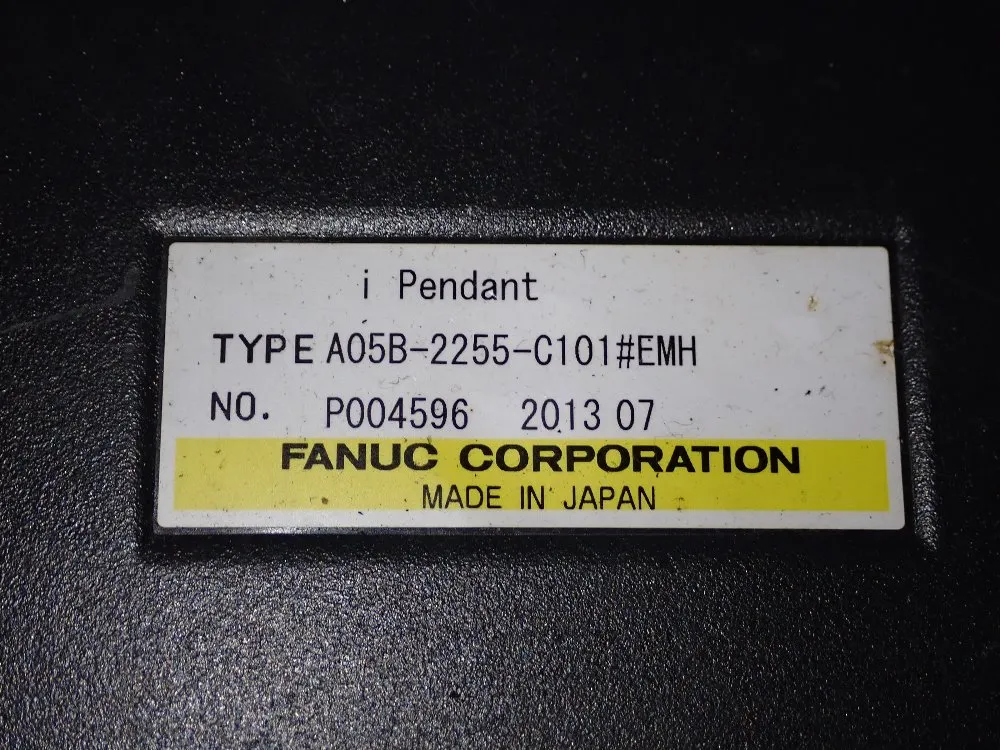 i Pendant
TYPE A05B-2255-C101#EMH
NO. P004596 2013 07
FANUC CORPORATION
MADE IN JAPAN